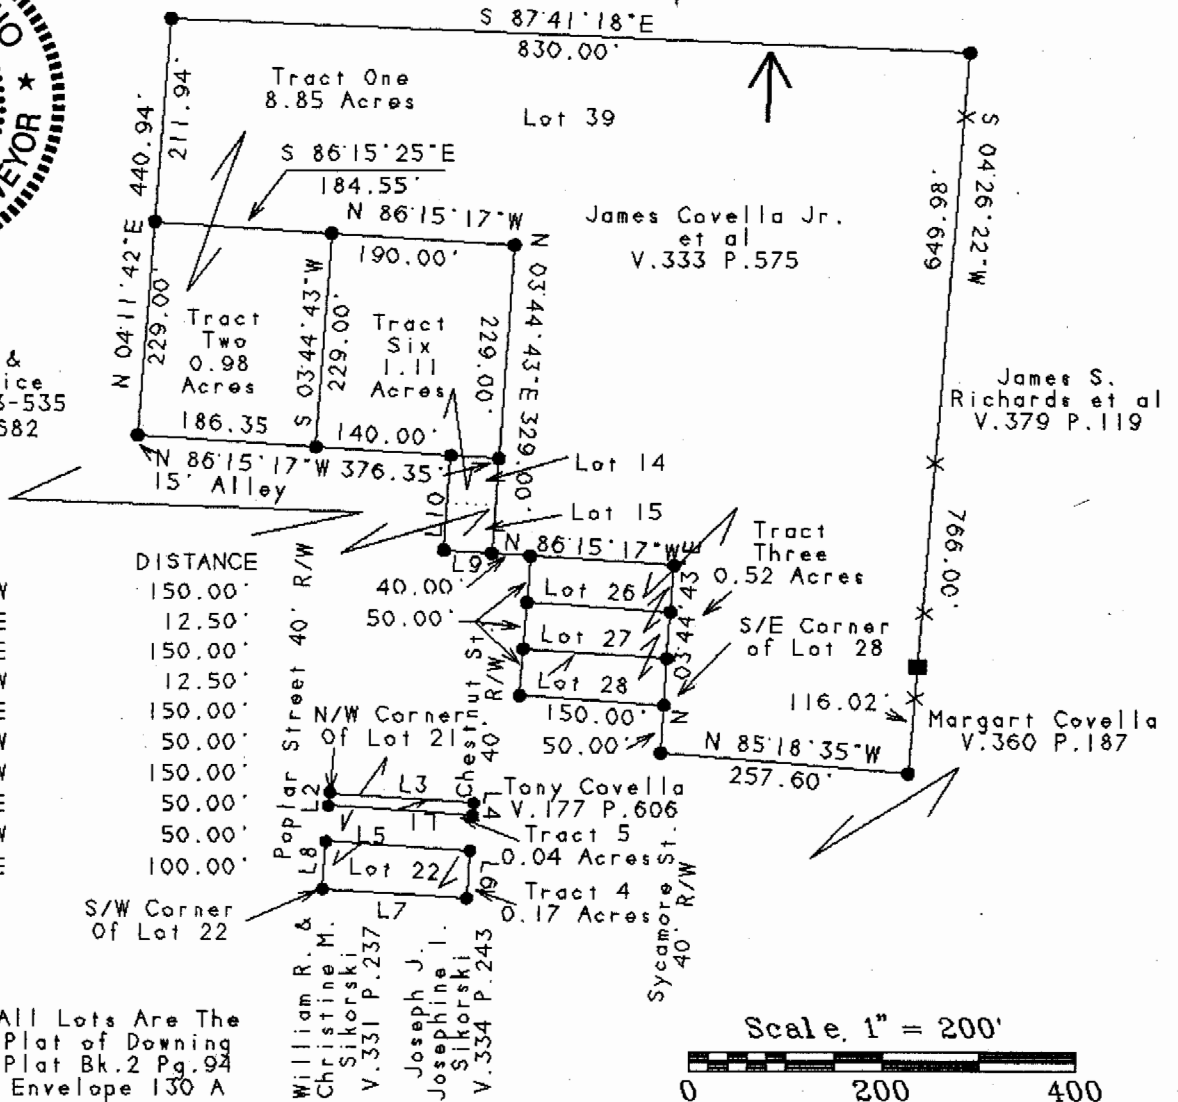 S 87°41'18"E
830.00'
Tract One
8.85 Acres
Lot 39
VEYOR ★
440.94'
211.94'
S 86°15'25"E
184.55'
N 86°15'17"W
190.00'
James Covella Jr.
et al
V.333 P.575
S 04°26'22"W
649.98'
N 04°11'42"E
229.00'
Tract
Two
0.98
Acres
S 03°44'43"W
229.00'
Tract
Six
1.11
Acres
229.00'
N 03°44'43"E 329.00'
&
ice
-535
S82
186.35
140.00'
N 86°15'17"W 376.35'
15' Alley
Lot 14
Lot 15
L10
L9
N 86°15'17"W
40.00'
50.00'
James S.
Richards et al
V.379 P.119
766.00'
Tract
Three
0.52 Acres
Lot 26
Lot 27
Lot 28
N 03°44'43"E
S/E Corner
of Lot 28
150.00'
50.00'
116.02'
N 85°18'35"W
257.60'
Margart Covella
V.360 P.187
DISTANCE
W 150.00'
E 12.50'
E 150.00'
W 12.50'
E 150.00'
W 50.00'
W 150.00'
E 50.00'
W 50.00'
E 100.00'
Poplar Street 40' R/W
Chestnut St.
40' R/W
N/W Corner
Of Lot 21
L2
L3
L4
L1
Tony Covella
V.177 P.606
Tract 5
0.04 Acres
L5
L8
Lot 22
L6
L7
Tract 4
0.17 Acres
S/W Corner
Of Lot 22
Sycamore St.
40' R/W
William R. &
Christine M.
Sikorski
V.331 P.237
Joseph J.
Josephine I.
Sikorski
V.334 P.243
All Lots Are The
Plat of Downing
Plat Bk.2 Pg.94
Envelope 130 A
Scale, 1" = 200'
0 200 400